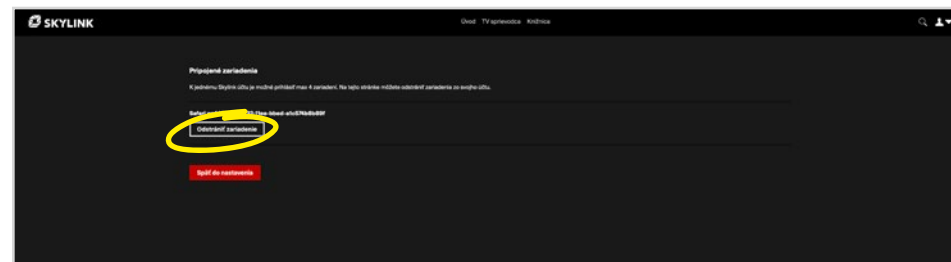 SKYLINK
Úvod TV sprievodca Knižnica
Pripojené zariadenia
K jednému Skylink účtu je možné prihlásiť max 4 zariadení. Na tejto stránke môžete odstrániť zariadenia zo svojho účtu.
Odstrániť zariadenie
Späť do nastavenia